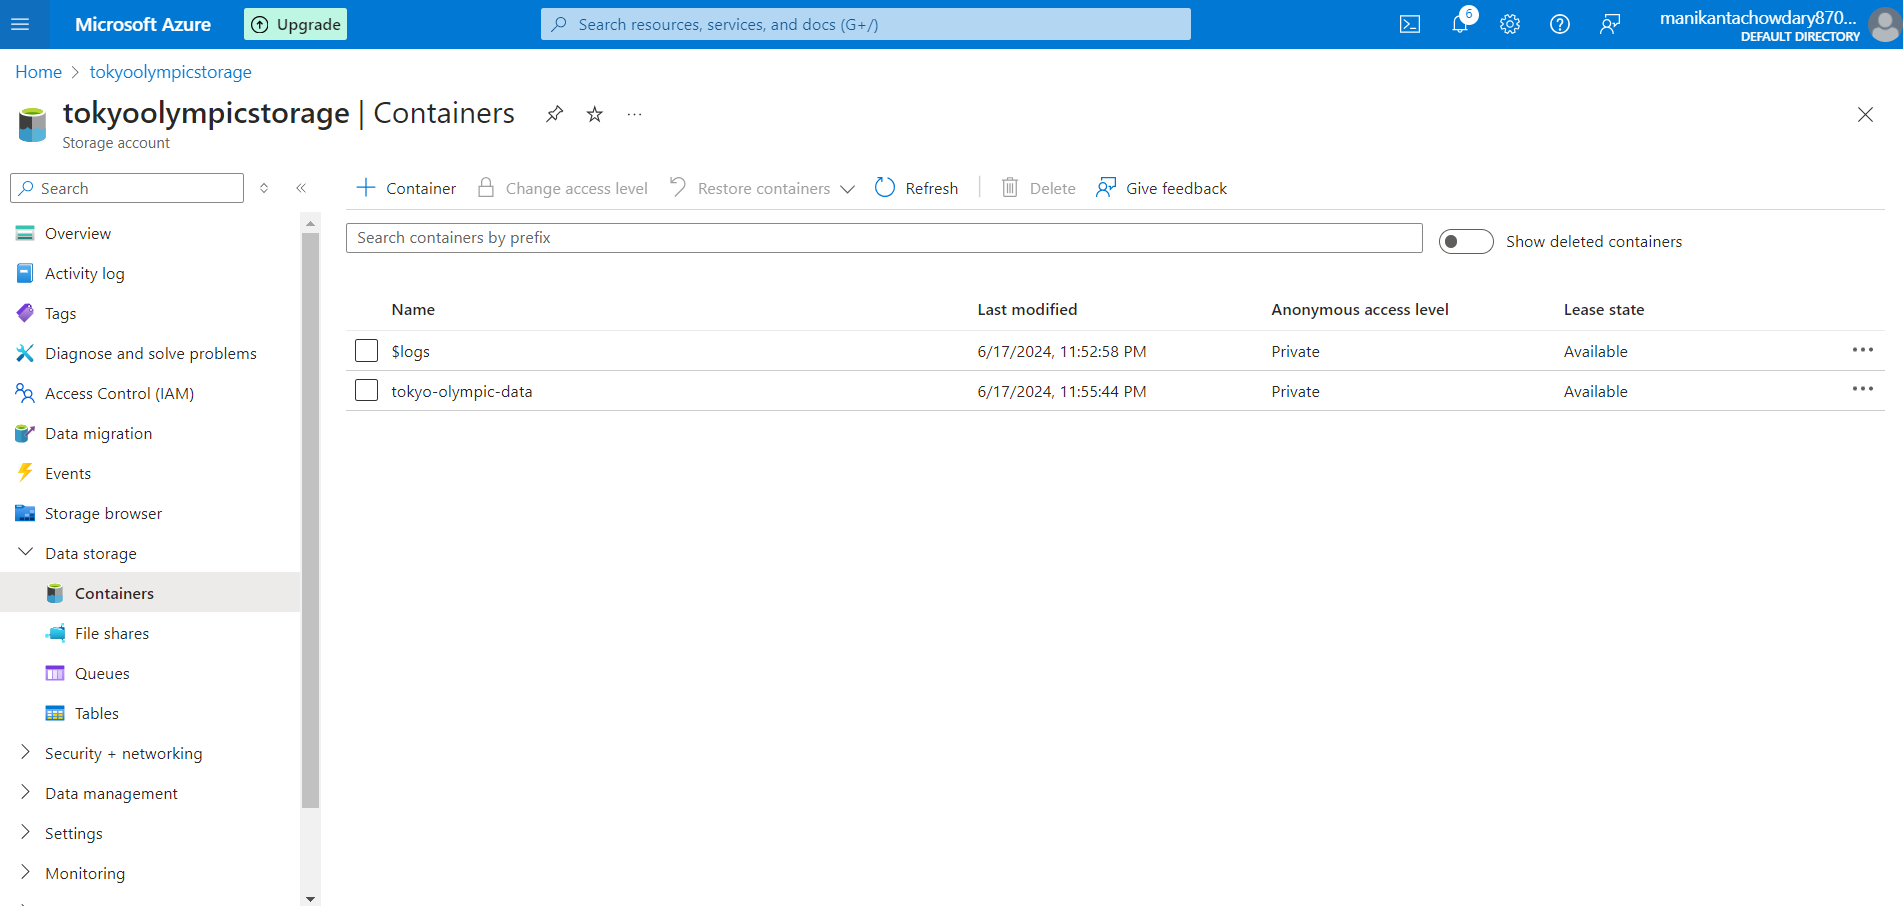 Microsoft Azure
Upgrade
Search resources, services, and docs (G+/)
6
manikantachowdary870...
DEFAULT DIRECTORY
Home > tokyoolympicstorage
tokyoolympicstorage | Containers
Storage account
Search
Container
Change access level
Restore containers
Refresh
Delete
Give feedback
Search containers by prefix
Show deleted containers
Overview
Activity log
Tags
Diagnose and solve problems
Access Control (IAM)
Data migration
Events
Storage browser
Data storage
Containers
File shares
Queues
Tables
Security + networking
Data management
Settings
Monitoring
Name Last modified Anonymous access level Lease state
$logs 6/17/2024, 11:52:58 PM Private Available
tokyo-olympic-data 6/17/2024, 11:55:44 PM Private Available